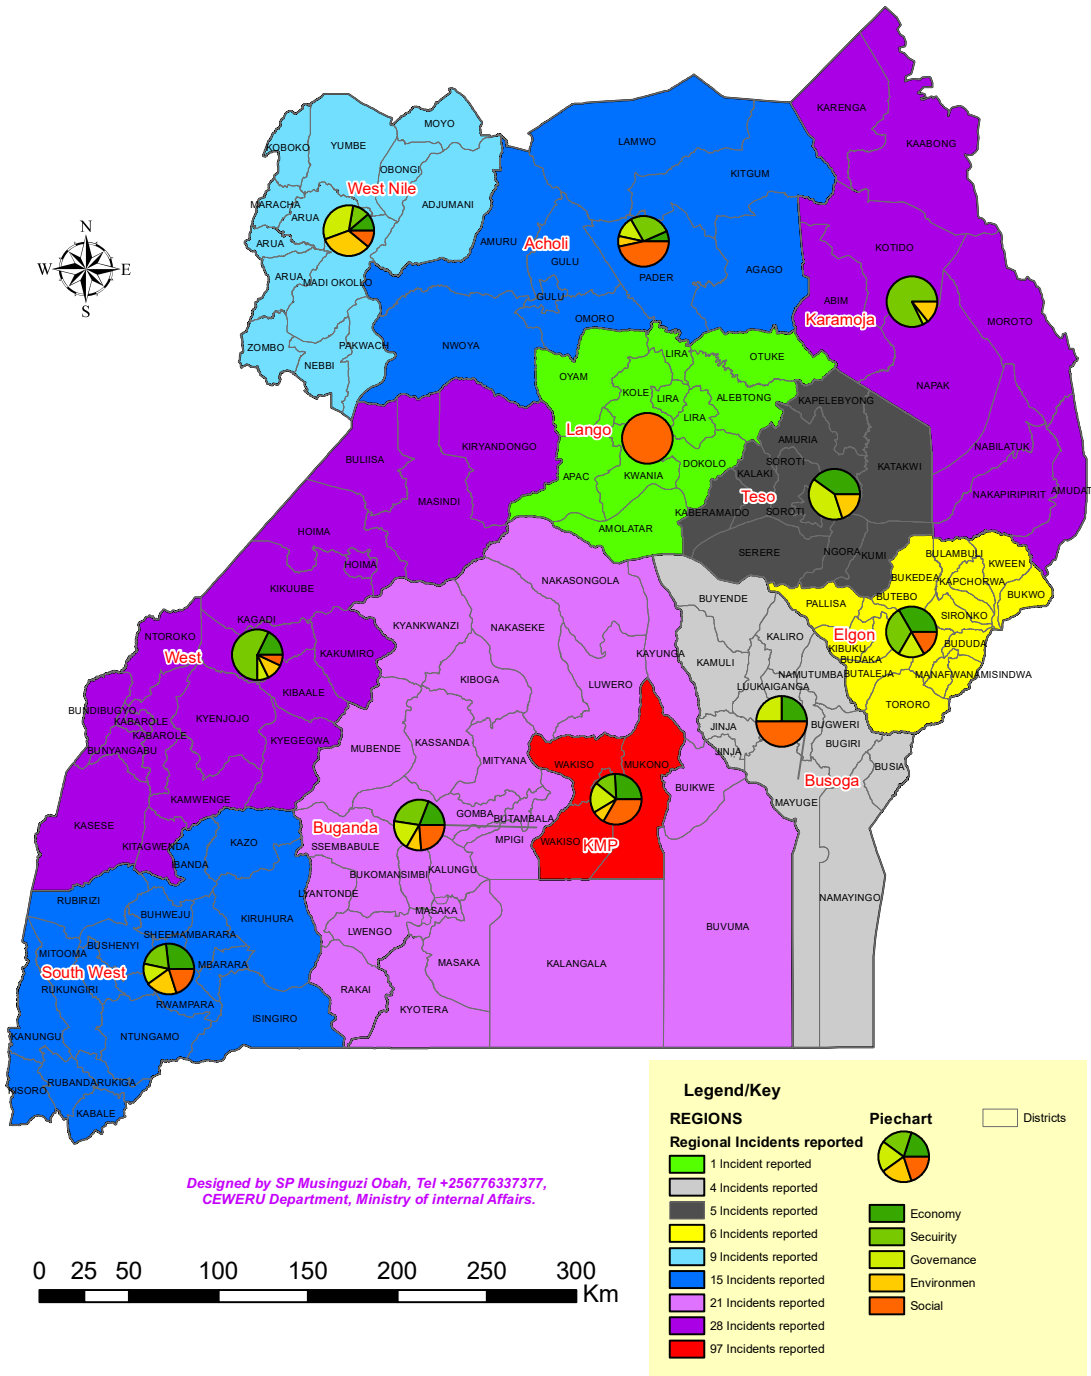 KARENGA
KAABONG
MOYO
LAMWO
YUMBE
KOBOKO
OBONGI
KITGUM
West Nile
MARACHA
ADJUMANI
ARUA
N
W
E
S
ARUA
AMURU
Acholi
KOTIDO
GULU
PADER
AGAGO
ARUA
MADI OKOLLO
GULU
ABIM
Karamoja
OMORO
MOROTO
ZOMBO
PAKWACH
NWOYA
NEBBI
LIRA
OTUKE
OYAM
NAPAK
KOLE
LIRA
ALEBTONG
KAPELEBYONG
LIRA
Lango
AMURIA
KIRYANDONGO
NABILATUK
BULIISA
SOROTI
DOKOLO
KATAKWI
KWANIA
KALAKI
APAC
Teso
AMUDAT
NAKAPIRIPIRIT
MASINDI
KABERAMAIDO
SOROTI
AMOLATAR
HOIMA
SERERE
NGORA
KUMI
BULAMBULI
HOIMA
KWEEN
BUKEDEA
KAPCHORWA
NAKASONGOLA
KIKUUBE
BUKWO
BUTEBO
BUYENDE
PALLISA
SIRONKO
KAGADI
KYANKWANZI
NAKASEKE
NTOROKO
KALIRO
Elgon
BUDUDA
KIBUKU
KAKUMIRO
KAYUNGA
West
BUDAKA
KAMULI
NAMUTUMBA
BUTALEJA
MANAFWA
NAMISINDWA
KIBOGA
LUWERO
LUUKA
IGANGA
KIBAALE
TORORO
BUNDIBUGYO
KYENJOJO
KABAROLE
JINJA
BUGWERI
KABAROLE
KYEGEGWA
KASSANDA
BUGIRI
BUNYANGABU
MUBENDE
JINJA
MITYANA
WAKISO
MUKONO
BUSIA
Busoga
BUIKWE
KAMWENGE
MAYUGE
GOMBA
BUTAMBALA
KASESE
Buganda
MPIGI
WAKISO
KMP
KITAGWENDA
KAZO
SSEMBABULE
IBANDA
KALUNGU
BUKOMANSIMBI
RUBIRIZI
LYANTONDE
NAMAYINGO
BUHWEJU
KIRUHURA
MASAKA
SHEEMA
MBARARA
LWENGO
BUVUMA
BUSHENYI
MITOOMA
MBARARA
MASAKA
KALANGALA
South West
RUKUNGIRI
RAKAI
RWAMPARA
KYOTERA
ISINGIRO
KANUNGU
NTUNGAMO
RUBANDA
RUKIGA
KISORO
KABALE
Legend/Key
REGIONS
Piechart
Districts
Regional Incidents reported
1 Incident reported
4 Incidents reported
5 Incidents reported
6 Incidents reported
9 Incidents reported
15 Incidents reported
21 Incidents reported
28 Incidents reported
97 Incidents reported
Economy
Secuirity
Governance
Environmen
Social
Designed by SP Musinguzi Obah, Tel +256776337377,
CEWERU Department, Ministry of internal Affairs.
0 25 50 100 150 200 250 300
Km